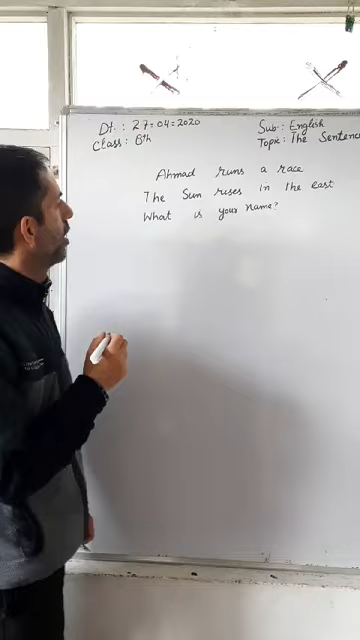 Dt. : 27=04=2020
Sub:: English
Class: 6th
Topic: The Sentence
Ahmad runs a race
The Sun rises in the east
What is your name?